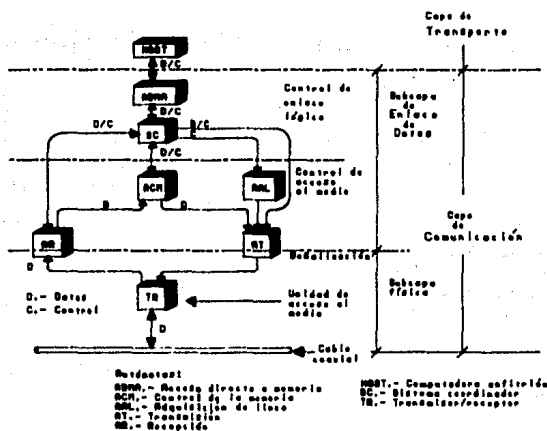 Capa de
Transporte
HOST
D/C
ADMA
D/C
Control de
enlace
lógico
Subcapa
de
Enlace
de
Datos
D/C
SC
D/C
D/C
Control de
acceso
al medio
ACM
AAL
D
D
Capa
de
Comunicación
AR
AT
Señalización
D
D.- Datos
C.- Control
TR
Unidad de
acceso al
medio
Subcapa
física
D
Cable
coaxial
ADMA.- Acceso directo a memoria
ACM.- Control de la memoria
AAL.- Adquisición de línea
AT.- Transmisión
AR.- Recepción
HOST.- Computadora anfitrión
SC.- Sistema coordinador
TR.- Transmisor/receptor